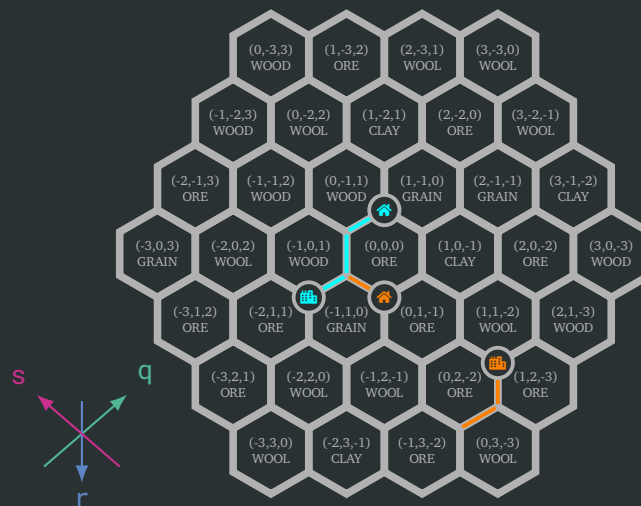 (0,-3,3) (1,-3,2) (2,-3,1) (3,-3,0)
WOOD ORE WOOL WOOL
(-1,-2,3) (0,-2,2) (1,-2,1) (2,-2,0) (3,-2,-1)
WOOD WOOL CLAY ORE WOOL
(-2,-1,3) (-1,-1,2) (0,-1,1) (1,-1,0) (2,-1,-1) (3,-1,-2)
ORE WOOD WOOD GRAIN GRAIN CLAY
(-3,0,3) (-2,0,2) (-1,0,1) (0,0,0) (1,0,-1) (2,0,-2) (3,0,-3)
GRAIN WOOL WOOD ORE CLAY ORE WOOD
(-3,1,2) (-2,1,1) (-1,1,0) (0,1,-1) (1,1,-2) (2,1,-3)
ORE ORE GRAIN ORE WOOL WOOD
(-3,2,1) (-2,2,0) (-1,2,-1) (0,2,-2) (1,2,-3)
ORE WOOL WOOL ORE ORE
s q
(-3,3,0) (-2,3,-1) (-1,3,-2) (0,3,-3)
WOOL CLAY ORE WOOL
r